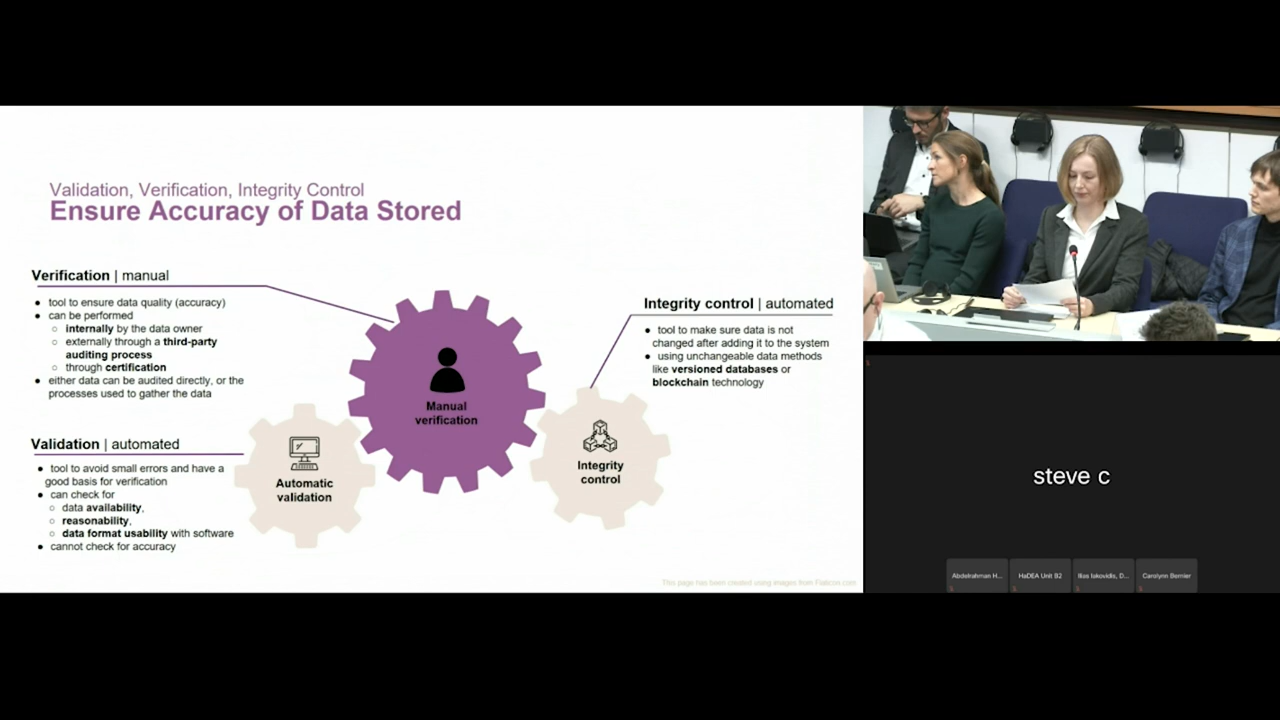 Validation, Verification, Integrity Control
Ensure Accuracy of Data Stored
Verification | manual
● tool to ensure data quality (accuracy)
● can be performed
○ internally by the data owner
○ externally through a third-party
auditing process
○ through certification
● either data can be audited directly, or the
processes used to gather the data
Validation | automated
● tool to avoid small errors and have a
good basis for verification
● can check for
○ data availability,
○ reasonability,
○ data format usability with software
● cannot check for accuracy
Manual
verification
Automatic
validation
Integrity
control
Integrity control | automated
● tool to make sure data is not
changed after adding it to the system
● using unchangeable data methods
like versioned databases or
blockchain technology
This page has been created using images from Flaticon.com
steve c
Abdelrahman H...
HaDEA Unit B2
Ilias Iakovidis, D...
Carolynn Bernier